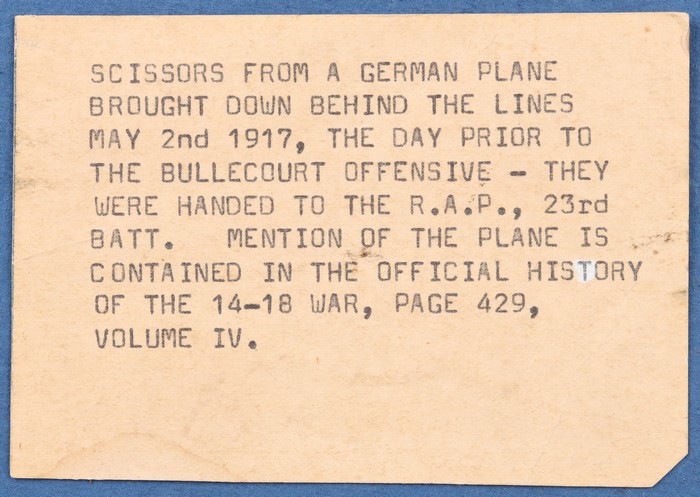 SCISSORS FROM A GERMAN PLANE
BROUGHT DOWN BEHIND THE LINES
MAY 2nd 1917, THE DAY PRIOR TO
THE BULLECOURT OFFENSIVE – THEY
WERE HANDED TO THE R.A.P., 23rd
BATT.  MENTION OF THE PLANE IS
CONTAINED IN THE OFFICIAL HISTORY
OF THE 14-18 WAR, PAGE 429,
VOLUME IV.